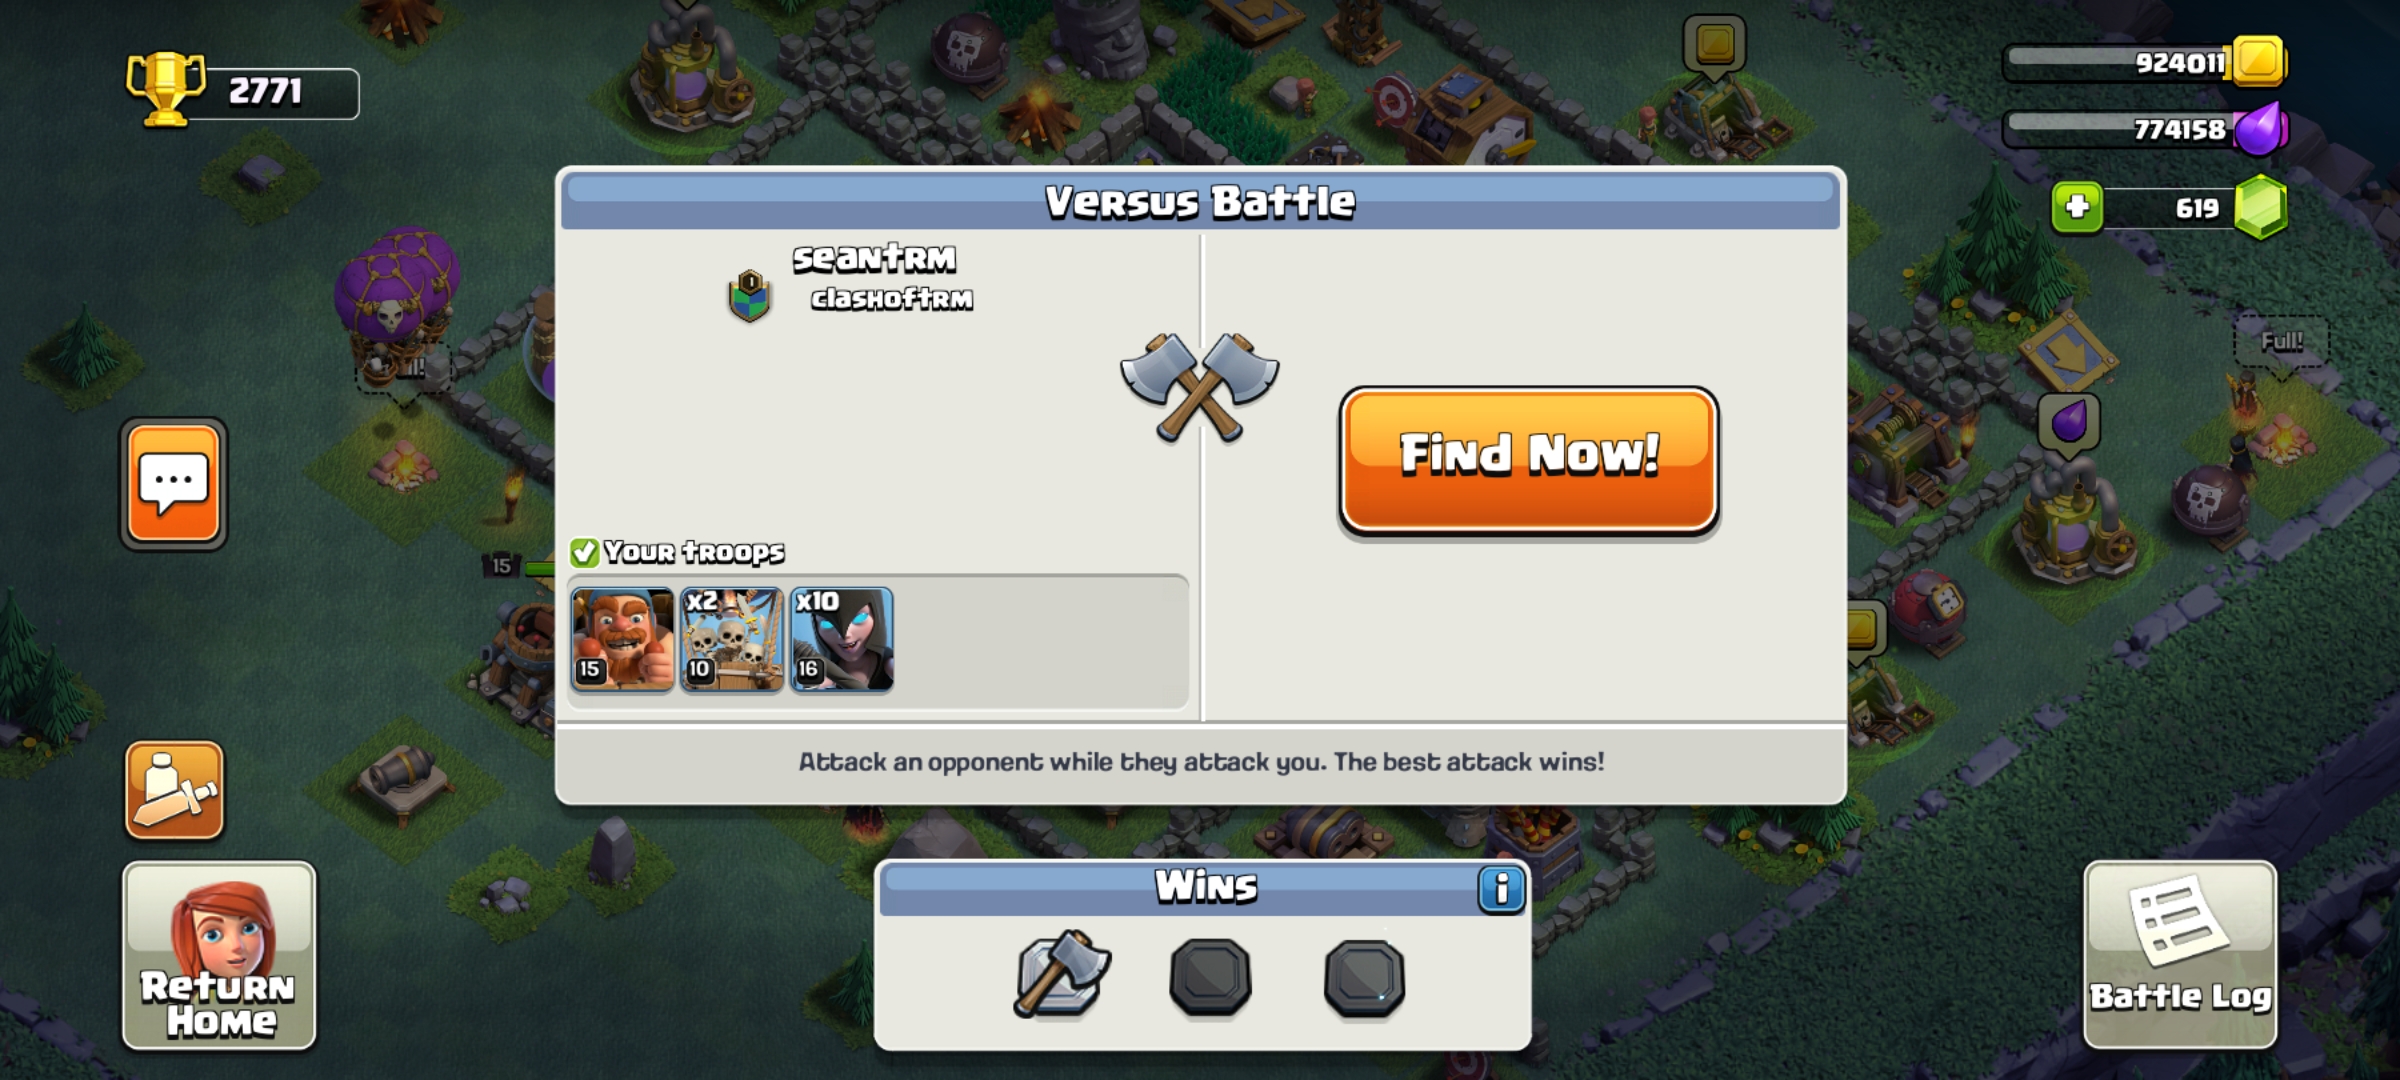 2771
924011
774158
619
Versus Battle
seantrm
1
clashoftrm
Find Now!
Full!
15
Your troops
x2
x10
15
10
16
Attack an opponent while they attack you. The best attack wins!
Wins
i
Return
Home
Battle Log